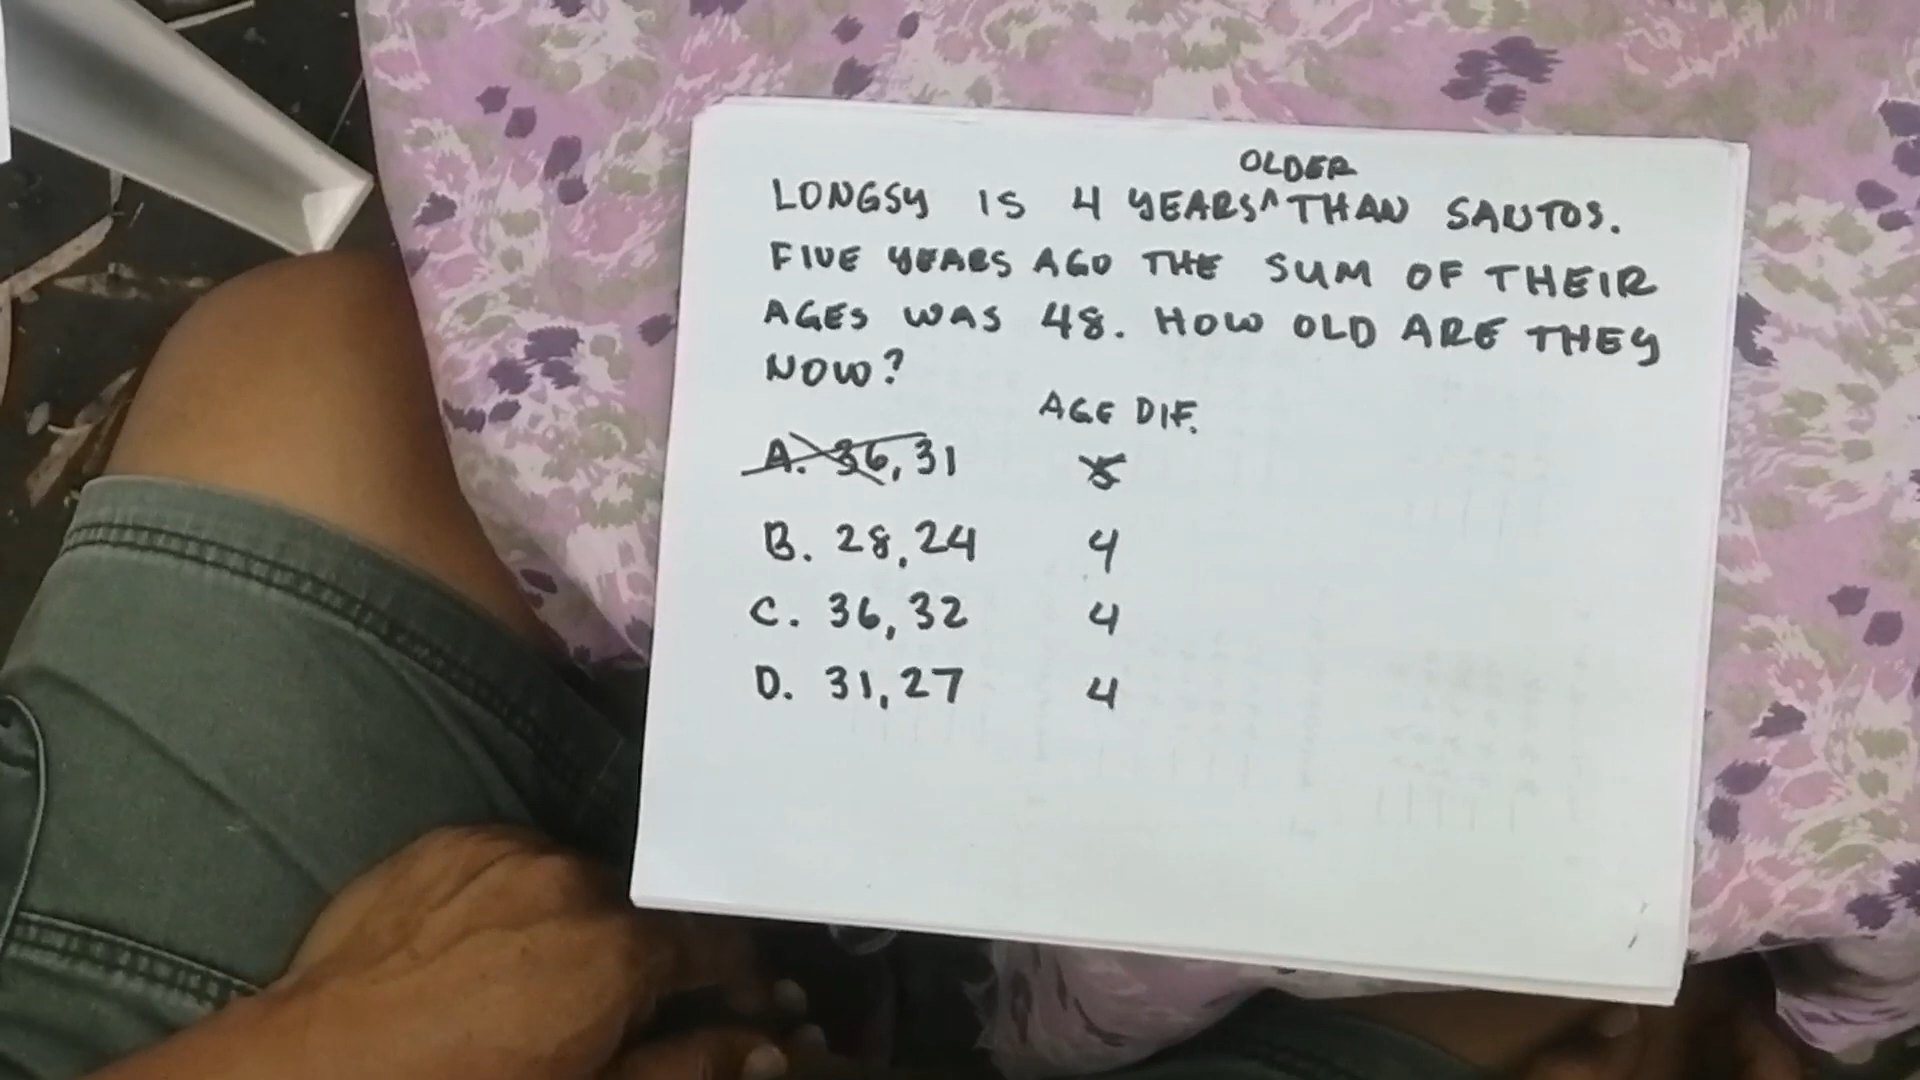 OLDER
LONGSY IS 4 YEARS^THAN SANTOS.
FIVE YEARS AGO THE SUM OF THEIR
AGES WAS 48. HOW OLD ARE THEY
NOW?
AGE DIF.
A. 36, 31 5
B. 28, 24 4
C. 36, 32 4
D. 31, 27 4